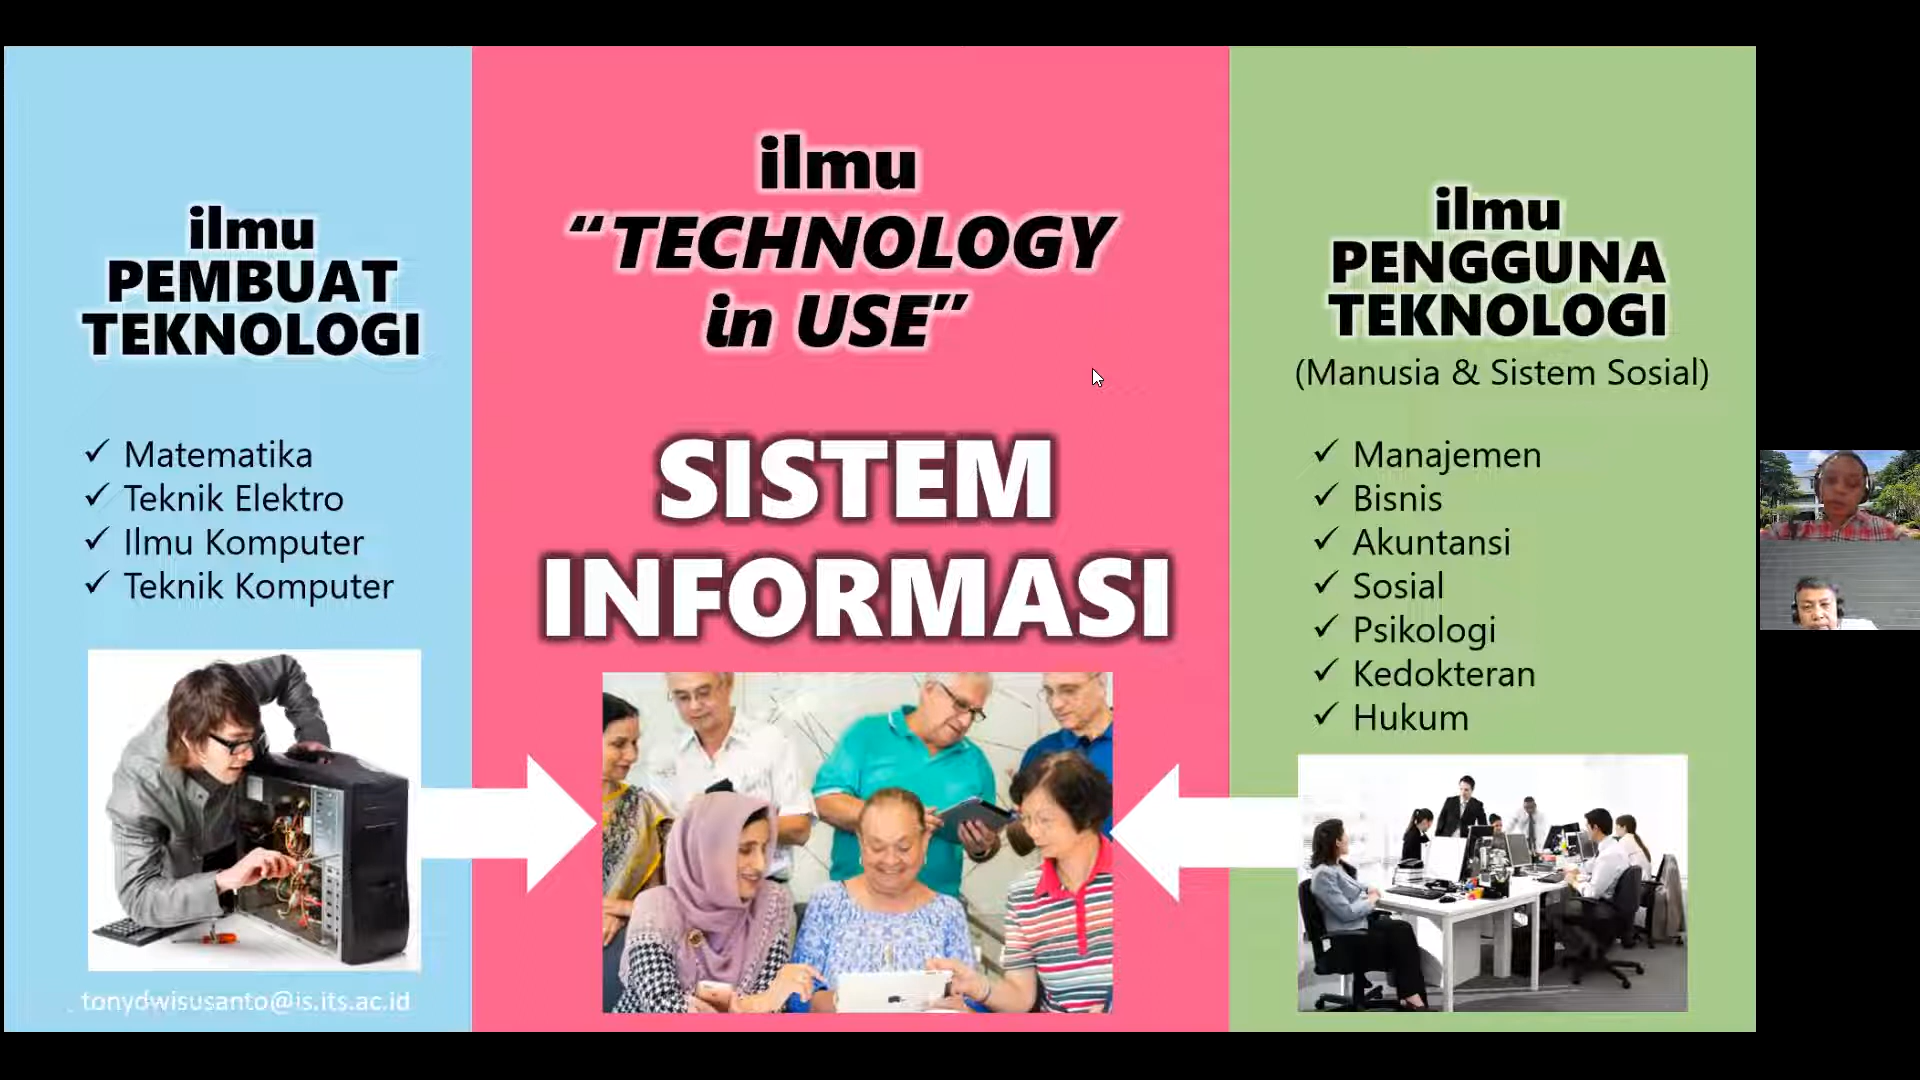 ilmu
PEMBUAT
TEKNOLOGI
✓ Matematika
✓ Teknik Elektro
✓ Ilmu Komputer
✓ Teknik Komputer
tonydwisusanto@is.its.ac.id
ilmu
“TECHNOLOGY
in USE”
SISTEM
INFORMASI
ilmu
PENGGUNA
TEKNOLOGI
(Manusia & Sistem Sosial)
✓ Manajemen
✓ Bisnis
✓ Akuntansi
✓ Sosial
✓ Psikologi
✓ Kedokteran
✓ Hukum